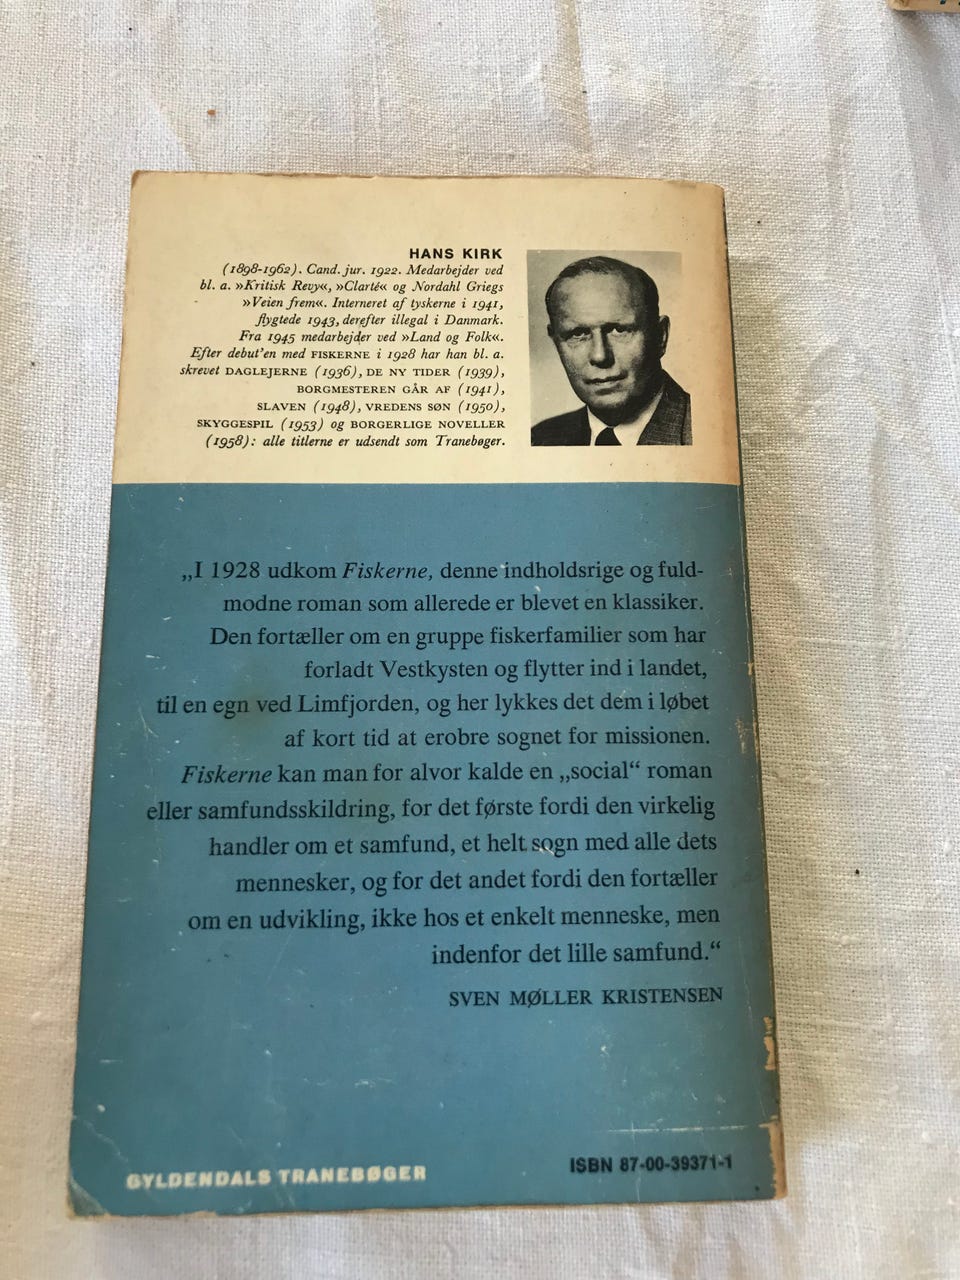 HANS KIRK
(1898-1962). Cand. jur. 1922. Medarbejder ved
bl. a. »Kritisk Revy«, »Clarté« og Nordahl Griegs
»Veien frem«. Interneret af tyskerne i 1941,
flygtede 1943, derefter illegal i Danmark.
Fra 1945 medarbejder ved »Land og Folk«.
Efter debut'en med FISKERNE i 1928 har han bl. a.
skrevet DAGLEJERNE (1936), DE NY TIDER (1939),
BORGMESTEREN GÅR AF (1941),
SLAVEN (1948), VREDENS SØN (1950),
SKYGGESPIL (1953) og BORGERLIGE NOVELLER
(1958): alle titlerne er udsendt som Tranebøger.
„I 1928 udkom Fiskerne, denne indholdsrige og fuld-
modne roman som allerede er blevet en klassiker.
Den fortæller om en gruppe fiskerfamilier som har
forladt Vestkysten og flytter ind i landet,
til en egn ved Limfjorden, og her lykkes det dem i løbet
af kort tid at erobre sognet for missionen.
Fiskerne kan man for alvor kalde en „social“ roman
eller samfundsskildring, for det første fordi den virkelig
handler om et samfund, et helt sogn med alle dets
mennesker, og for det andet fordi den fortæller
om en udvikling, ikke hos et enkelt menneske, men
indenfor det lille samfund.“
SVEN MØLLER KRISTENSEN
GYLDENDALS TRANEBØGER
ISBN 87-00-39371-1